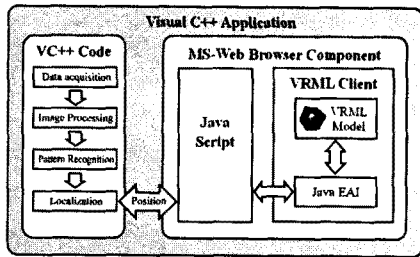 Visual C++ Application
VC++ Code
Data acquisition
Image Processing
Pattern Recognition
Localization
Position
MS-Web Browser Component
Java
Script
VRML Client
VRML
Model
Java EAI